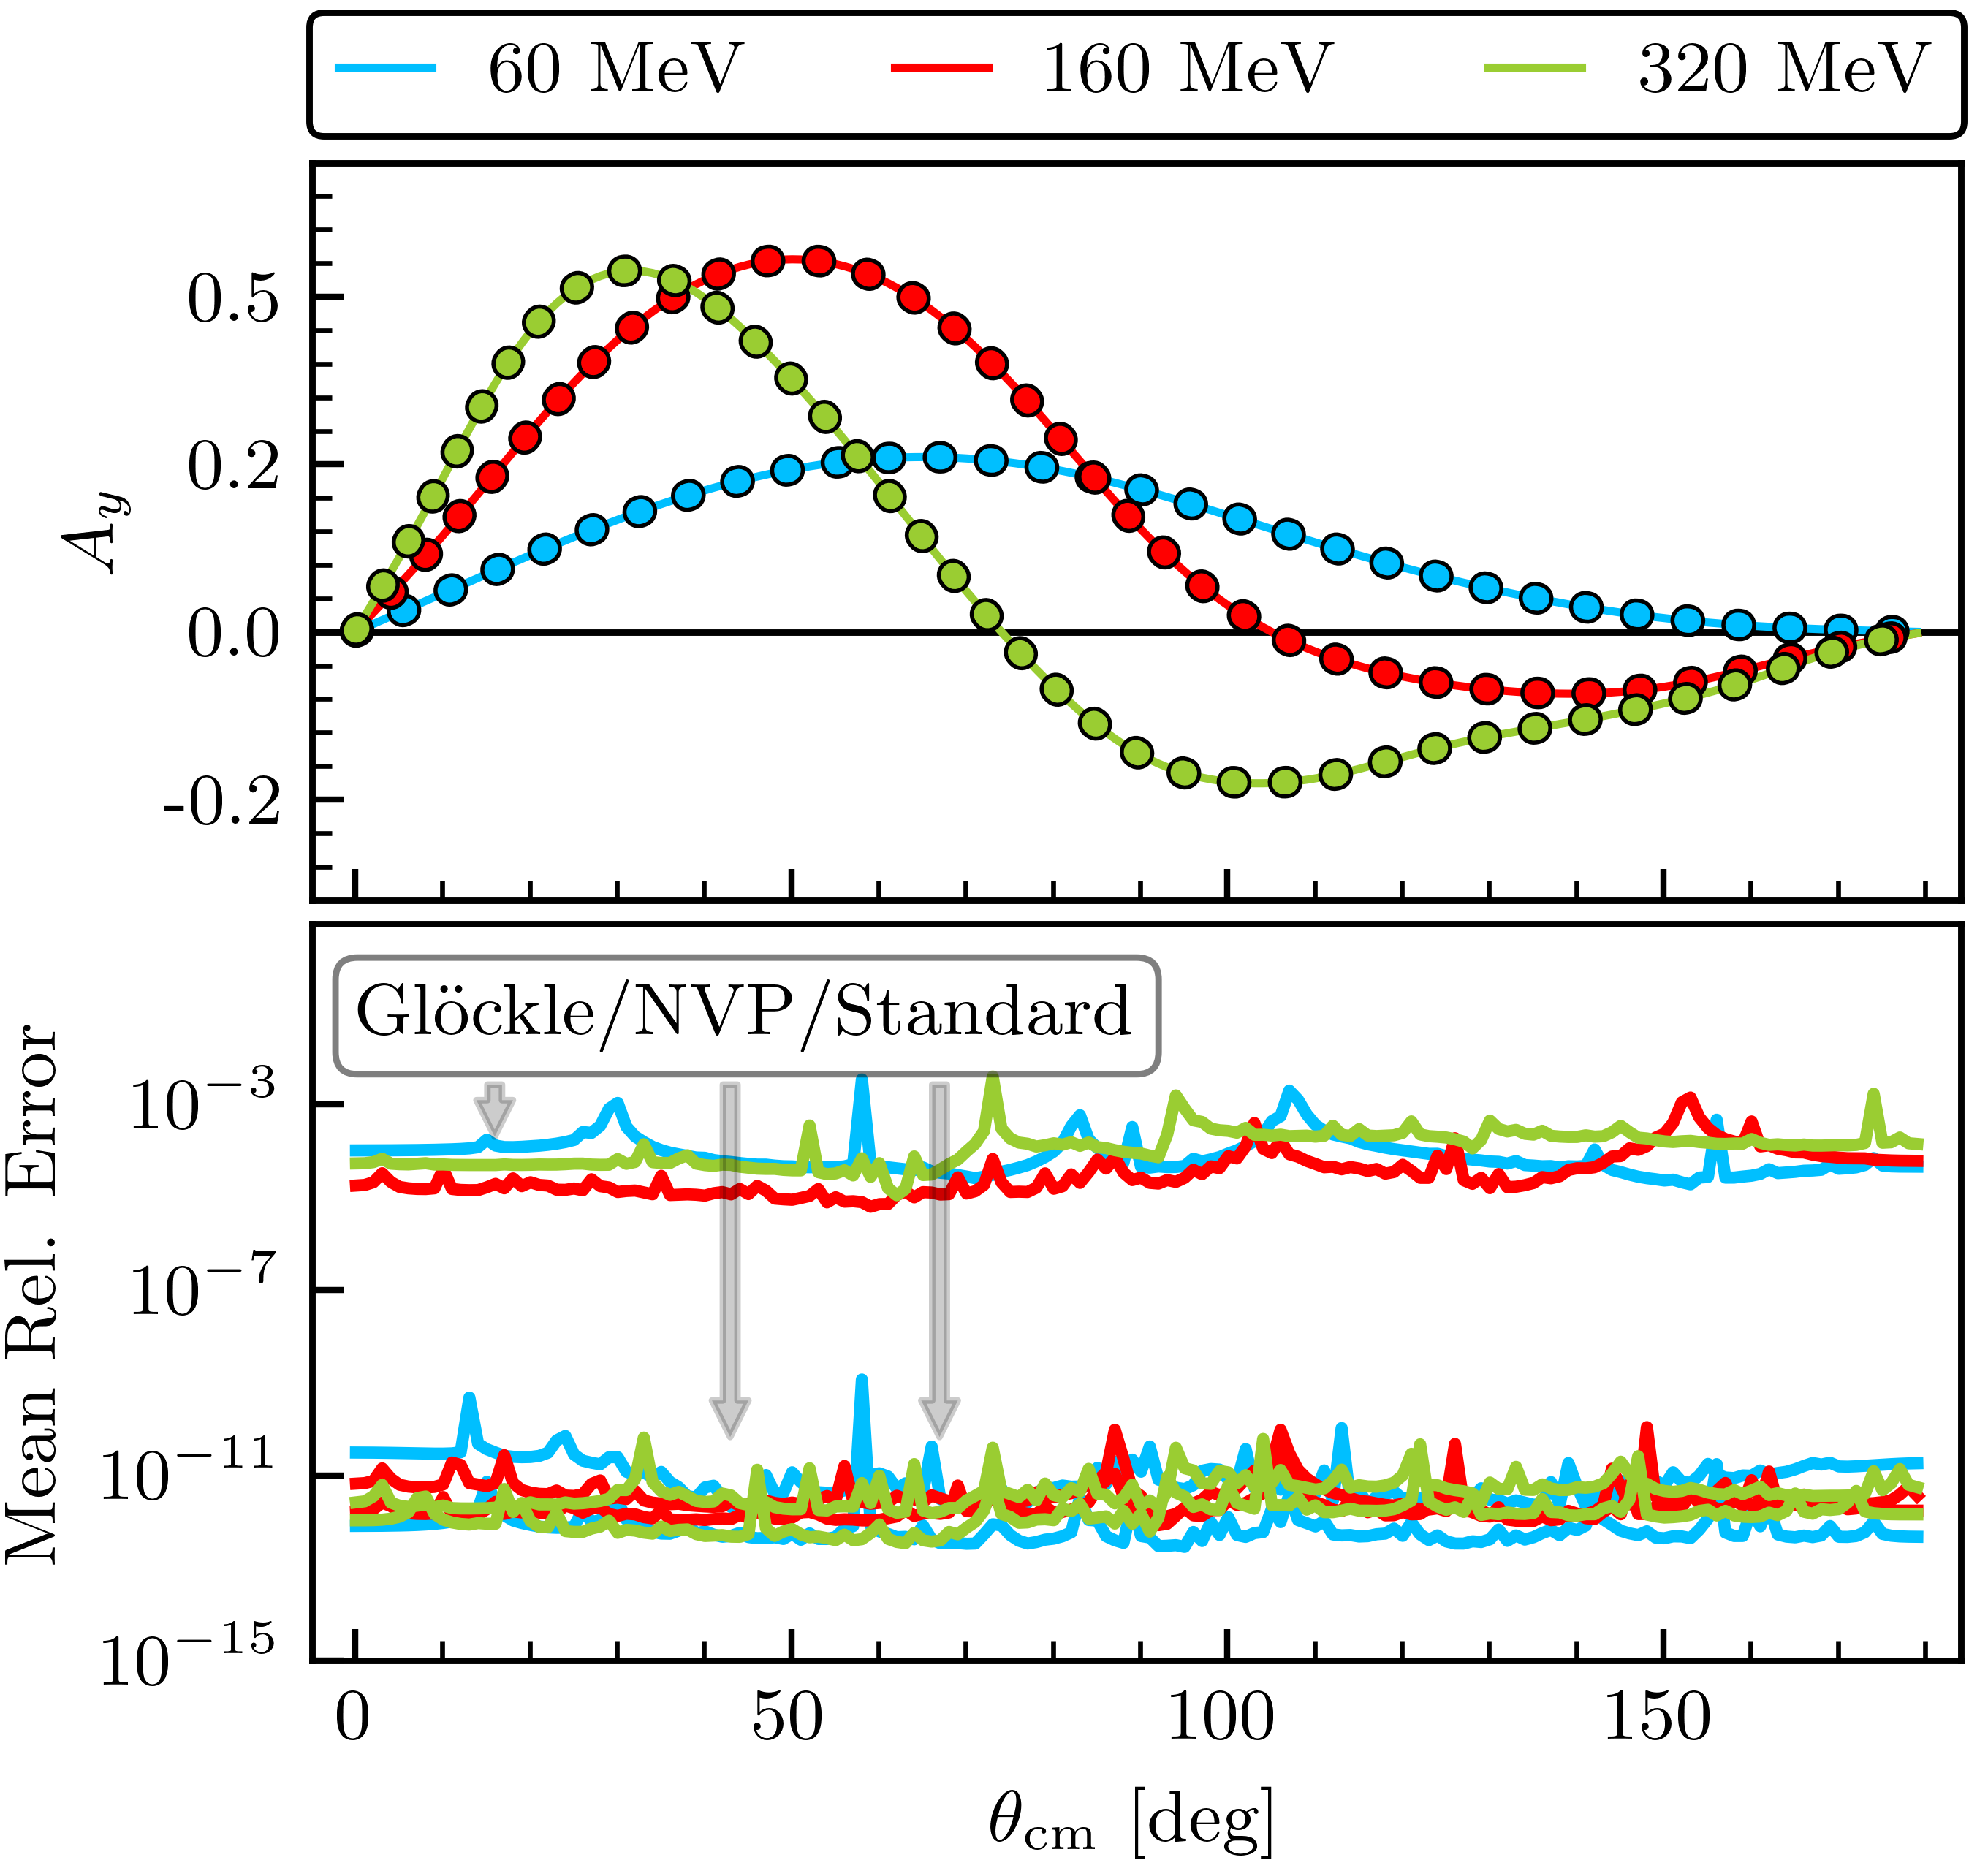 60 MeV 160 MeV 320 MeV
0.5
0.2
0.0
-0.2
A_y
Glöckle/NVP/Standard
10⁻³
10⁻⁷
10⁻¹¹
10⁻¹⁵
Mean Rel. Error
0 50 100 150
θ_cm [deg]